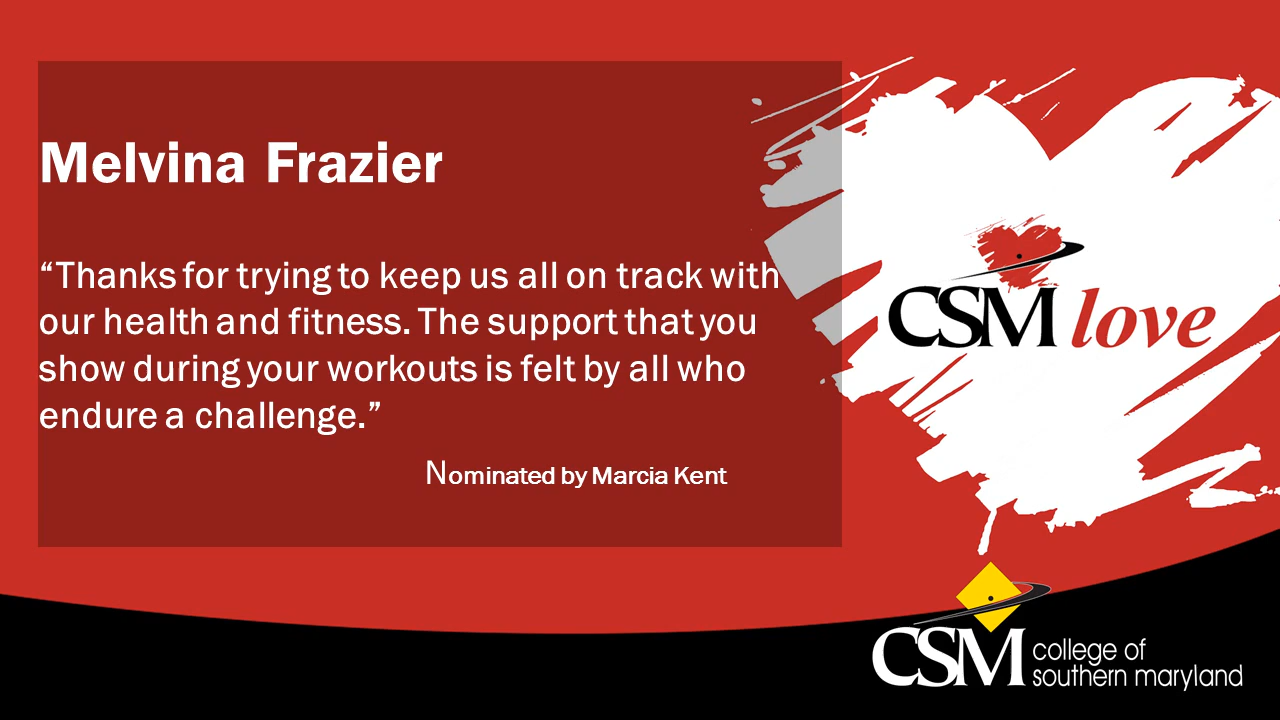 Melvina Frazier
“Thanks for trying to keep us all on track with
our health and fitness. The support that you
show during your workouts is felt by all who
endure a challenge.”
Nominated by Marcia Kent
CSM love
CSM college of
southern maryland